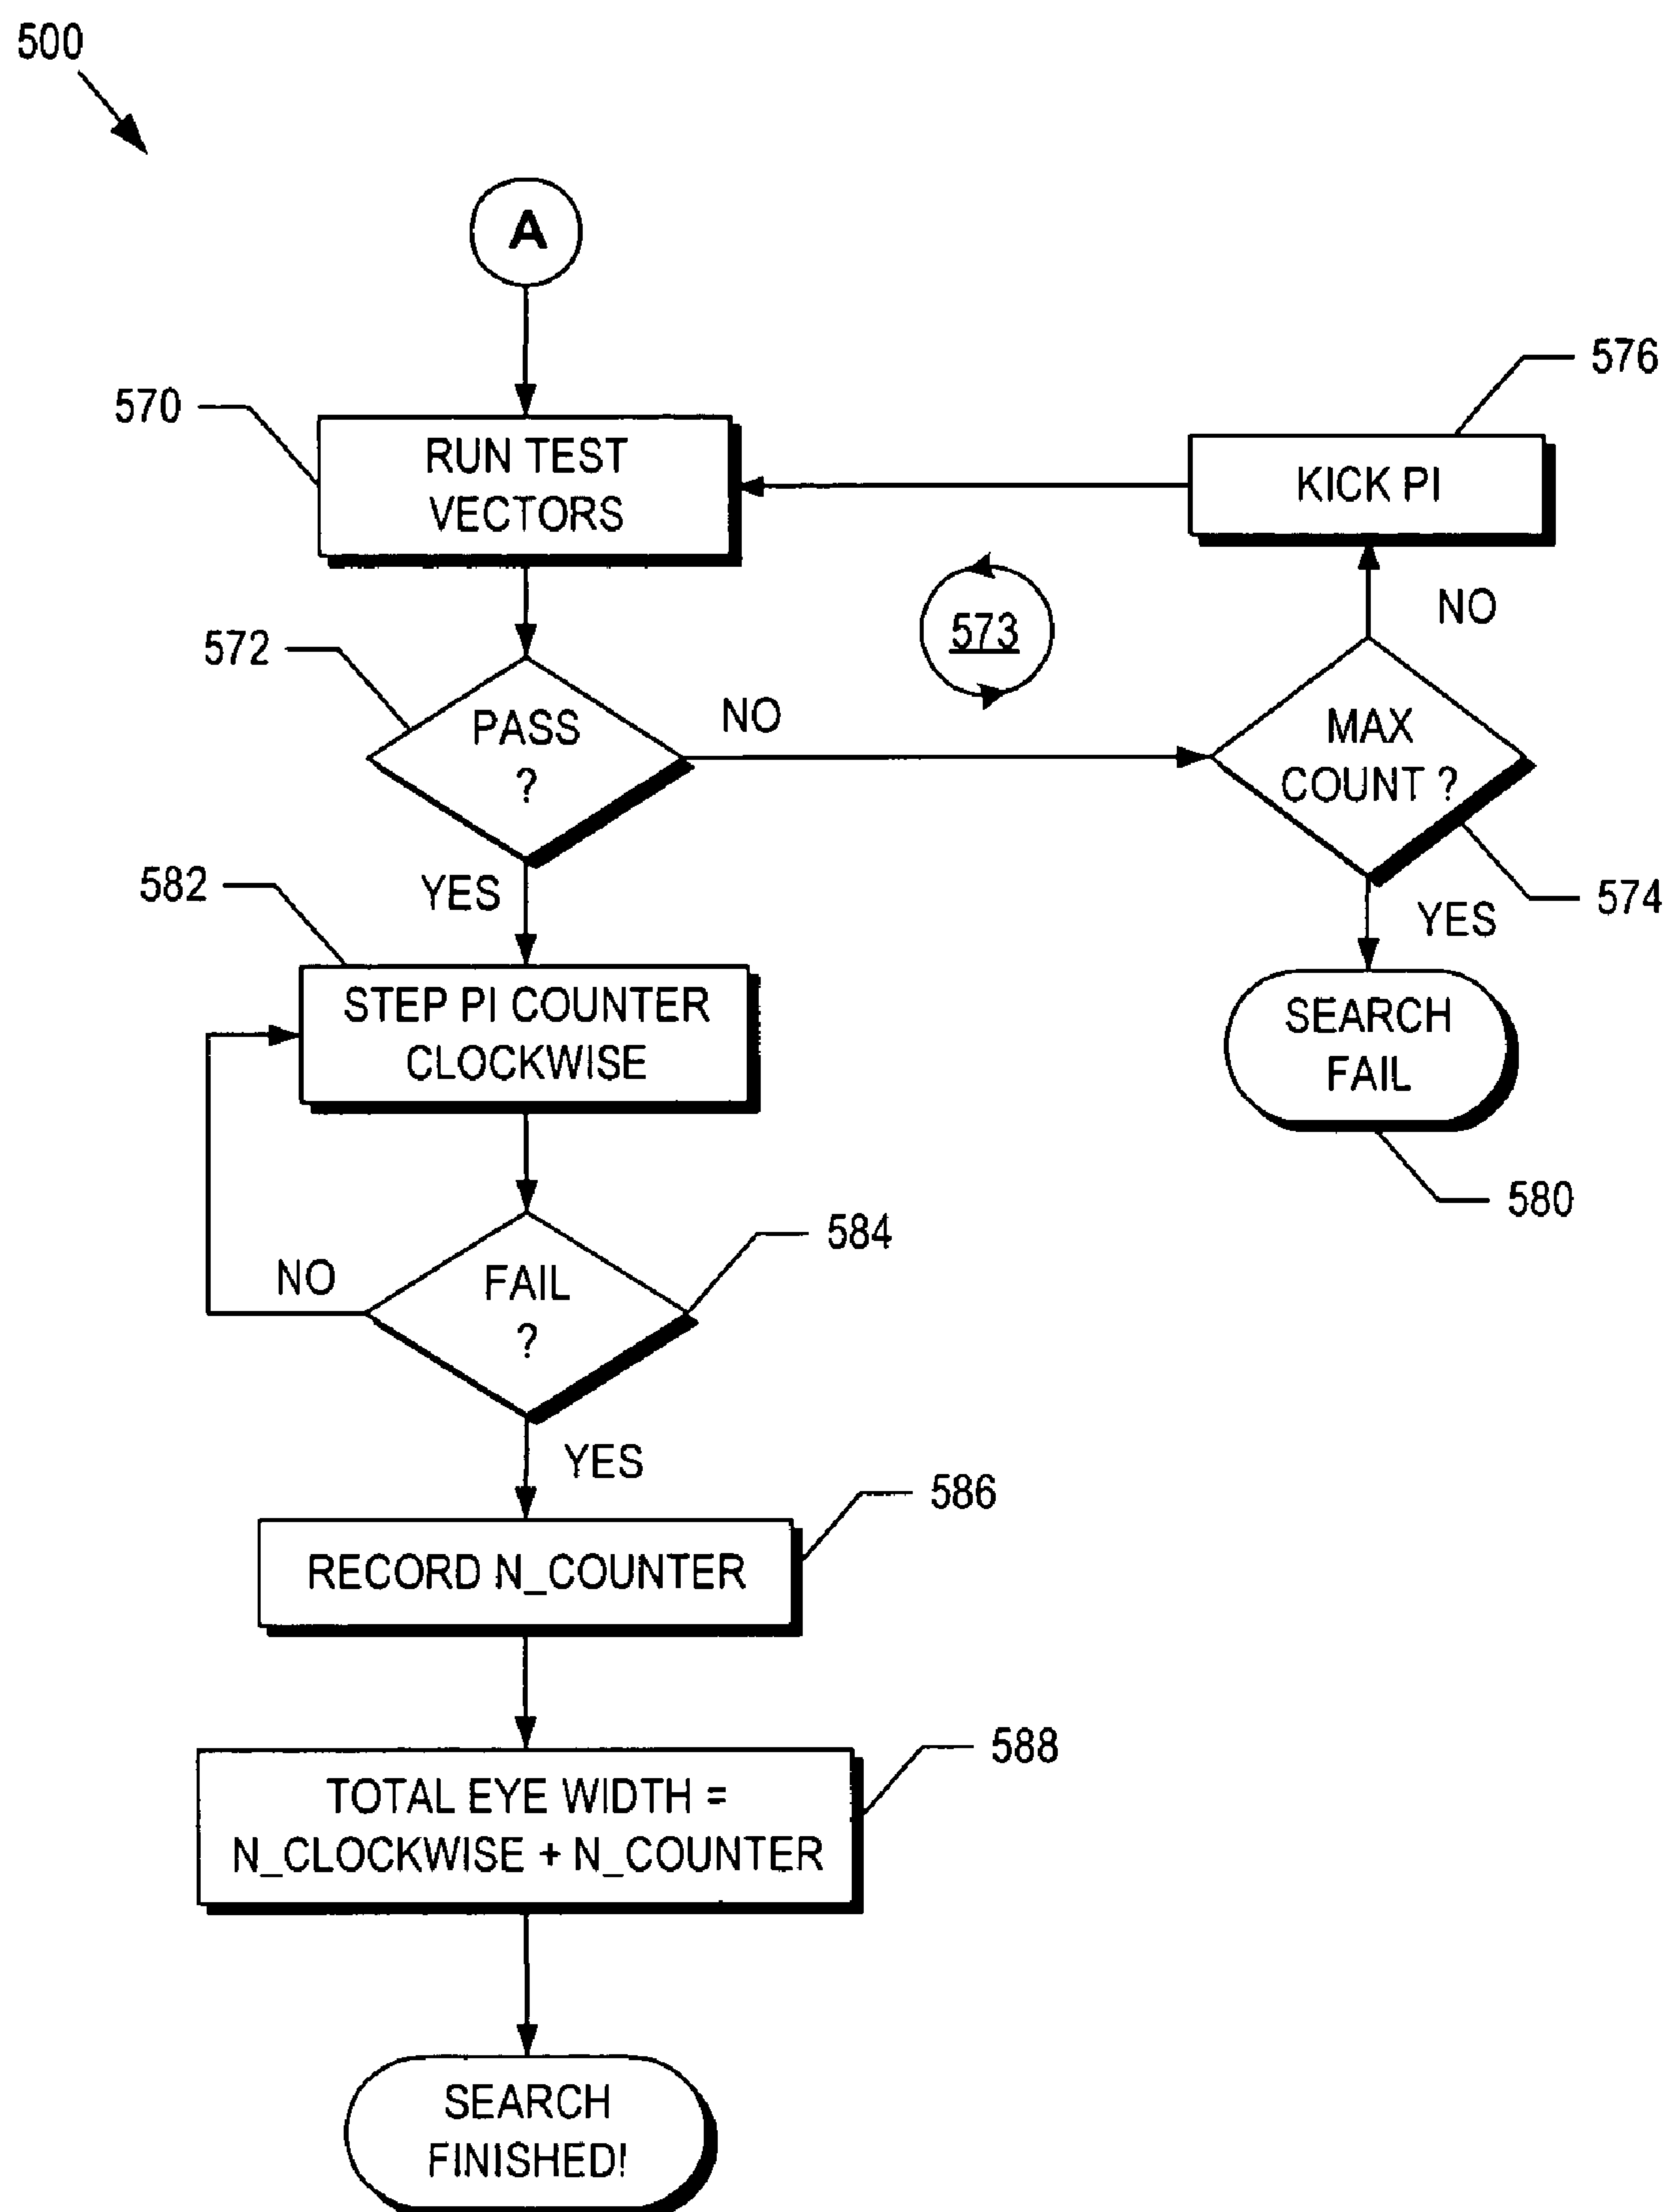 500
A
576
570
RUN TEST
VECTORS
KICK PI
NO
573
572
PASS
?
NO
MAX
COUNT ?
574
YES
582
YES
STEP PI COUNTER
CLOCKWISE
SEARCH
FAIL
580
584
NO
FAIL
?
YES
586
RECORD N_COUNTER
588
TOTAL EYE WIDTH =
N_CLOCKWISE + N_COUNTER
SEARCH
FINISHED!